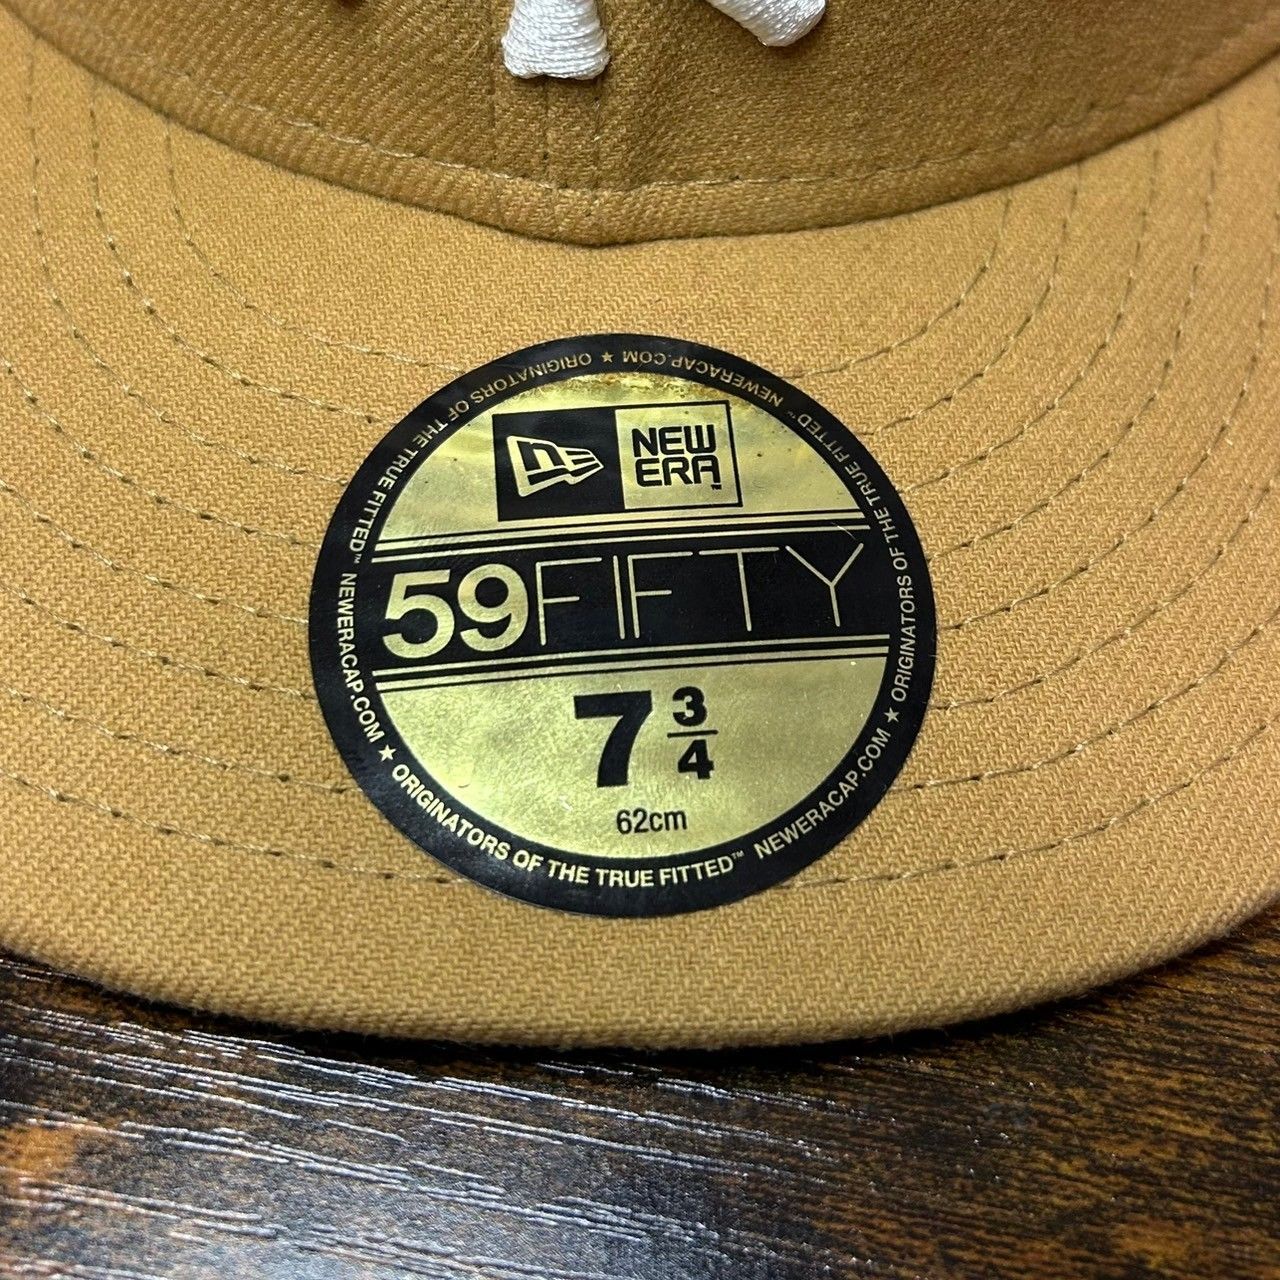 NEW
ERA™
59FIFTY
7 3/4
62cm
ORIGINATORS OF THE TRUE FITTED™ NEWERACAP.COM ★ ORIGINATORS OF THE TRUE FITTED™ NEWERACAP.COM ★ ORIGINATORS OF THE TRUE FITTED™ NEWERACAP.COM ★